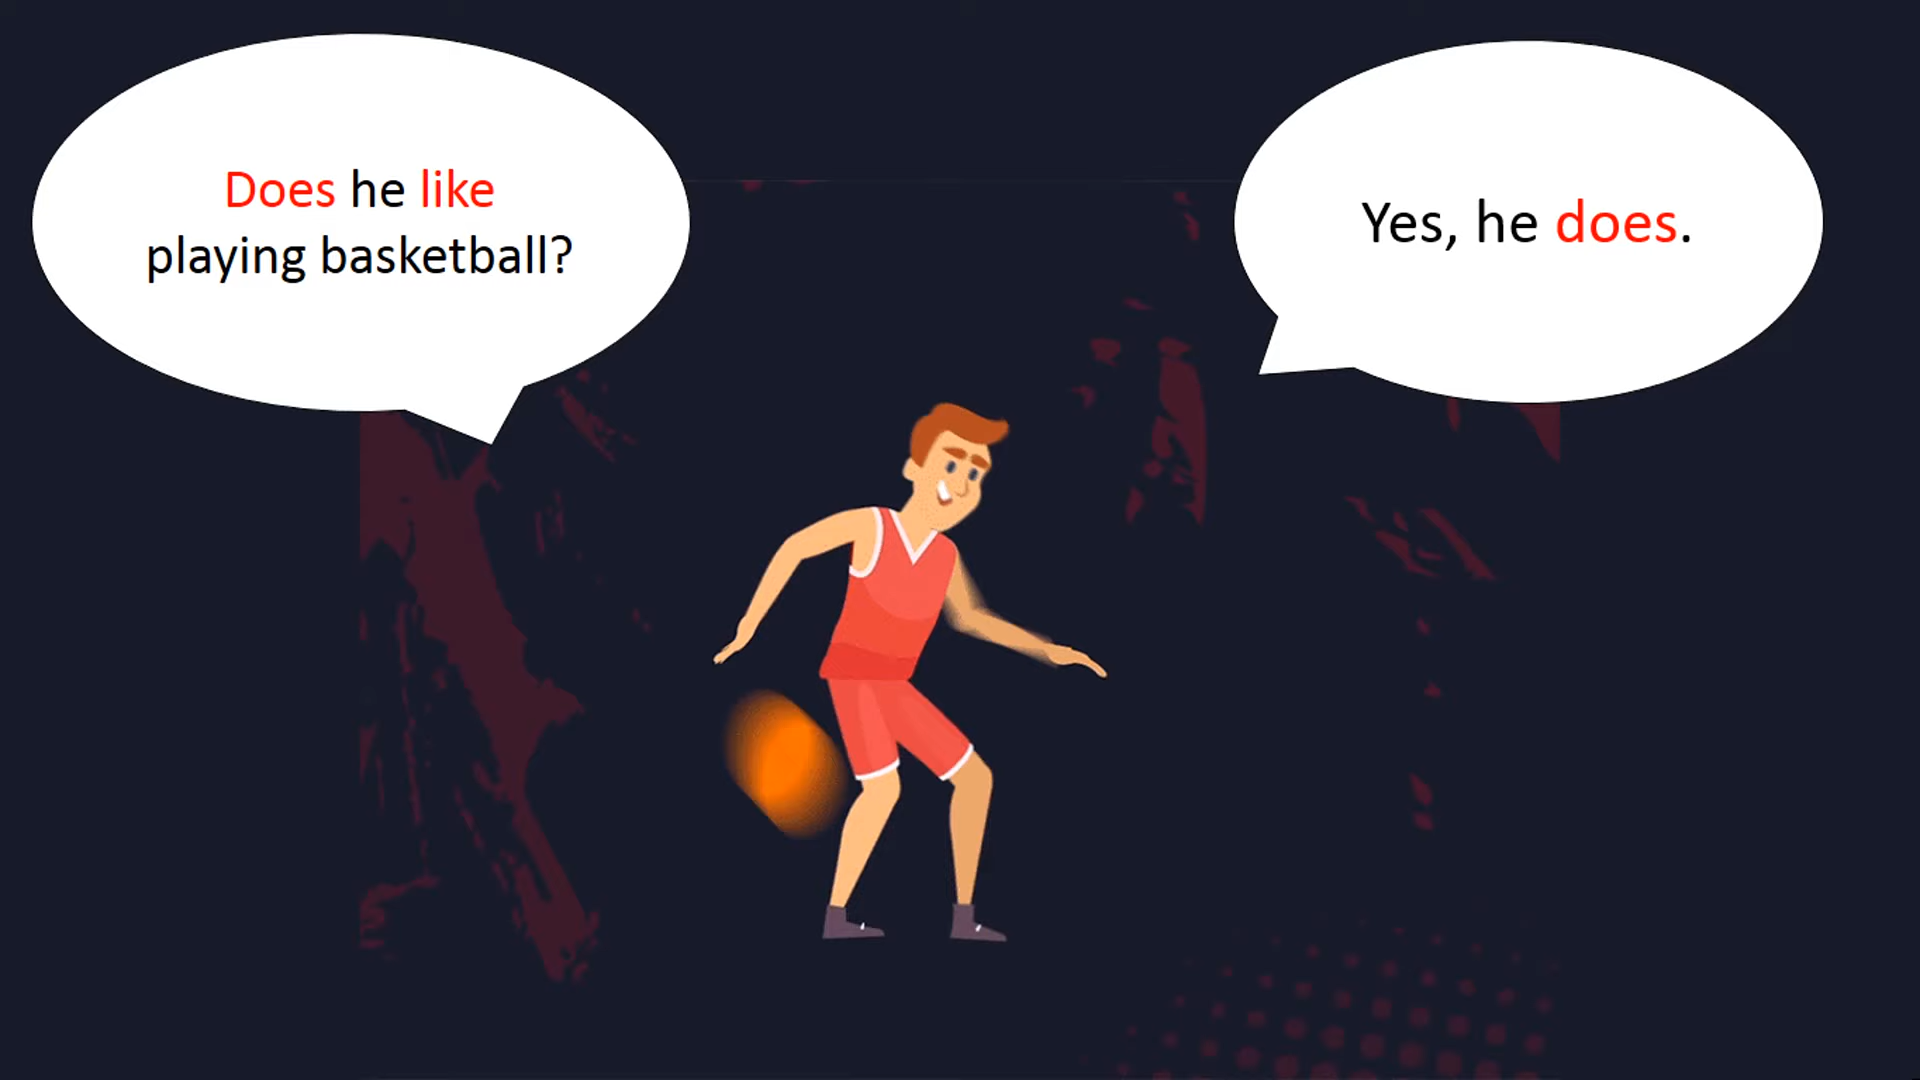 Does he like
playing basketball?
Yes, he does.